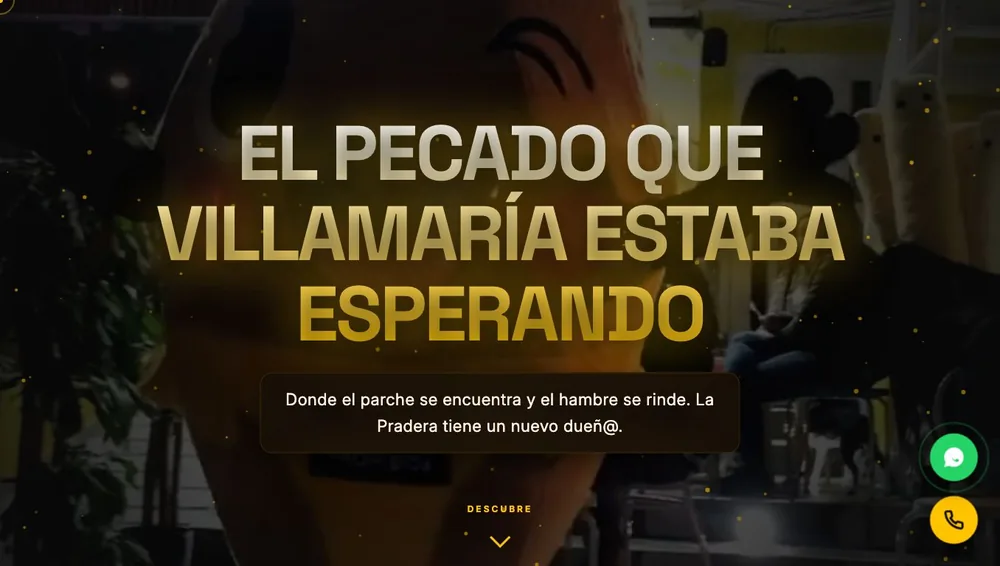 EL PECADO QUE
VILLAMARÍA ESTABA
ESPERANDO
Donde el parche se encuentra y el hambre se rinde. La
Pradera tiene un nuevo dueñ@.
DESCUBRE